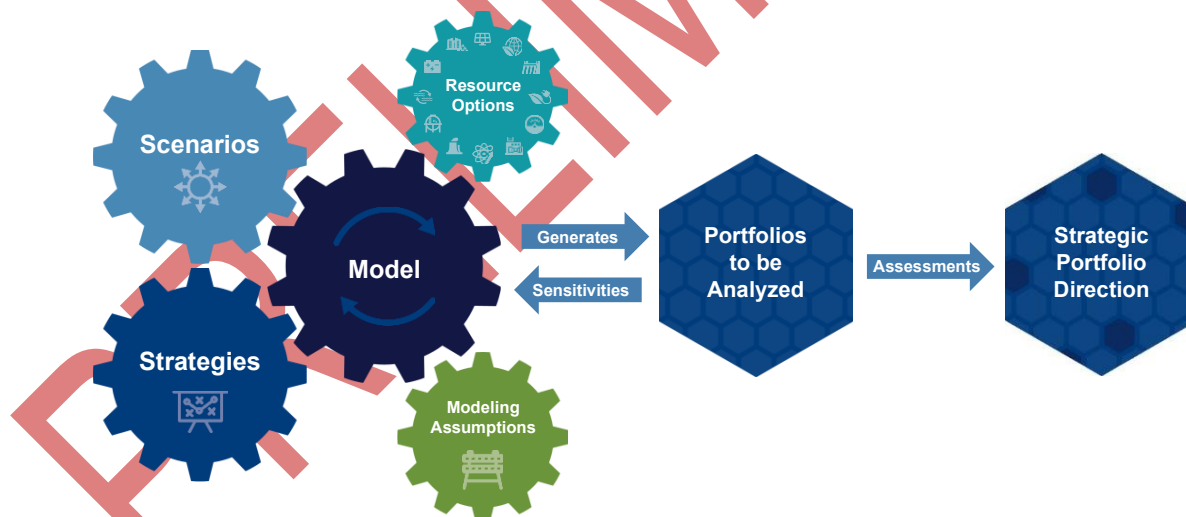 Scenarios
Resource
Options
Model
Strategies
Modeling
Assumptions
Generates
Sensitivities
Portfolios
to be
Analyzed
Assessments
Strategic
Portfolio
Direction